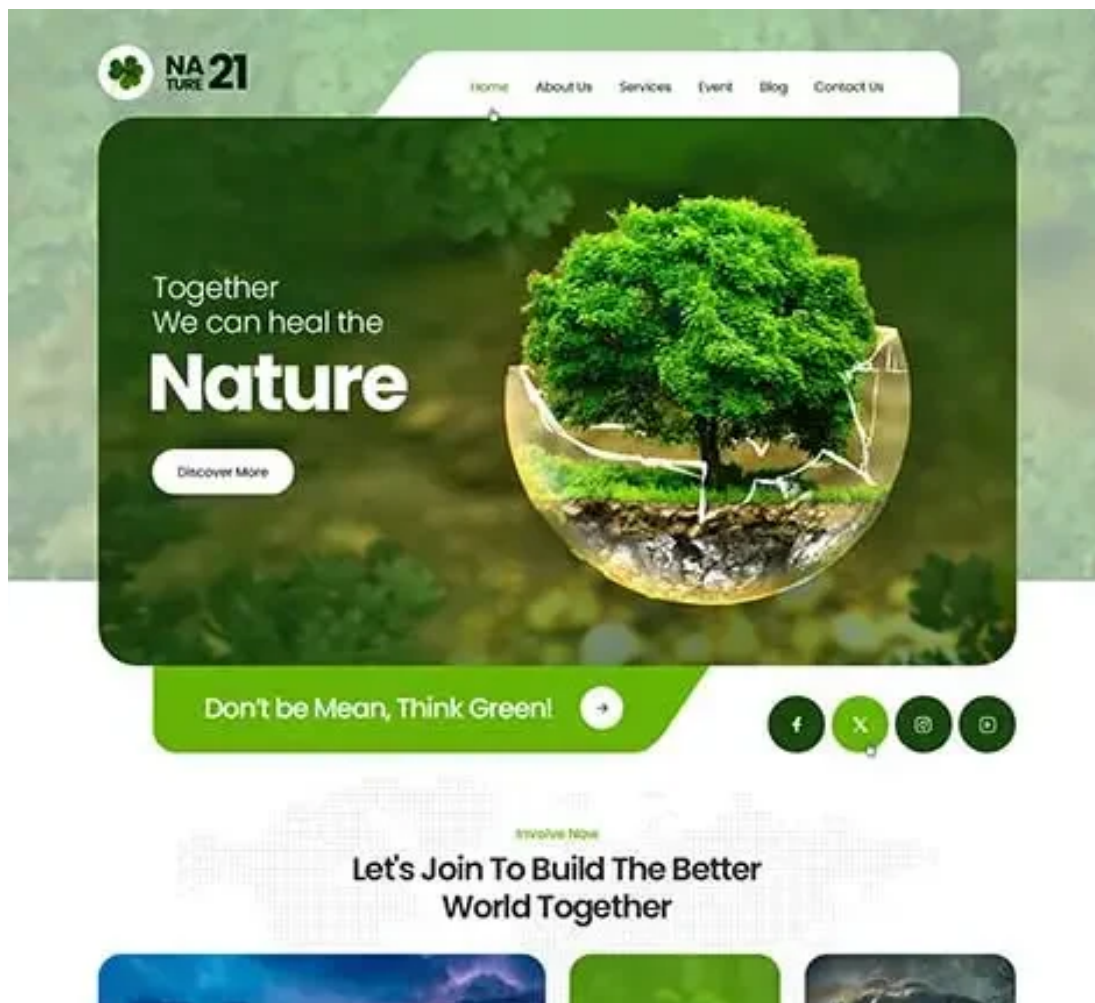 NA
TURE 21
Home About Us Services Event Blog Contact Us
Together
We can heal the
Nature
Discover More
Don't be Mean, Think Green!
Involve Now
Let's Join To Build The Better
World Together